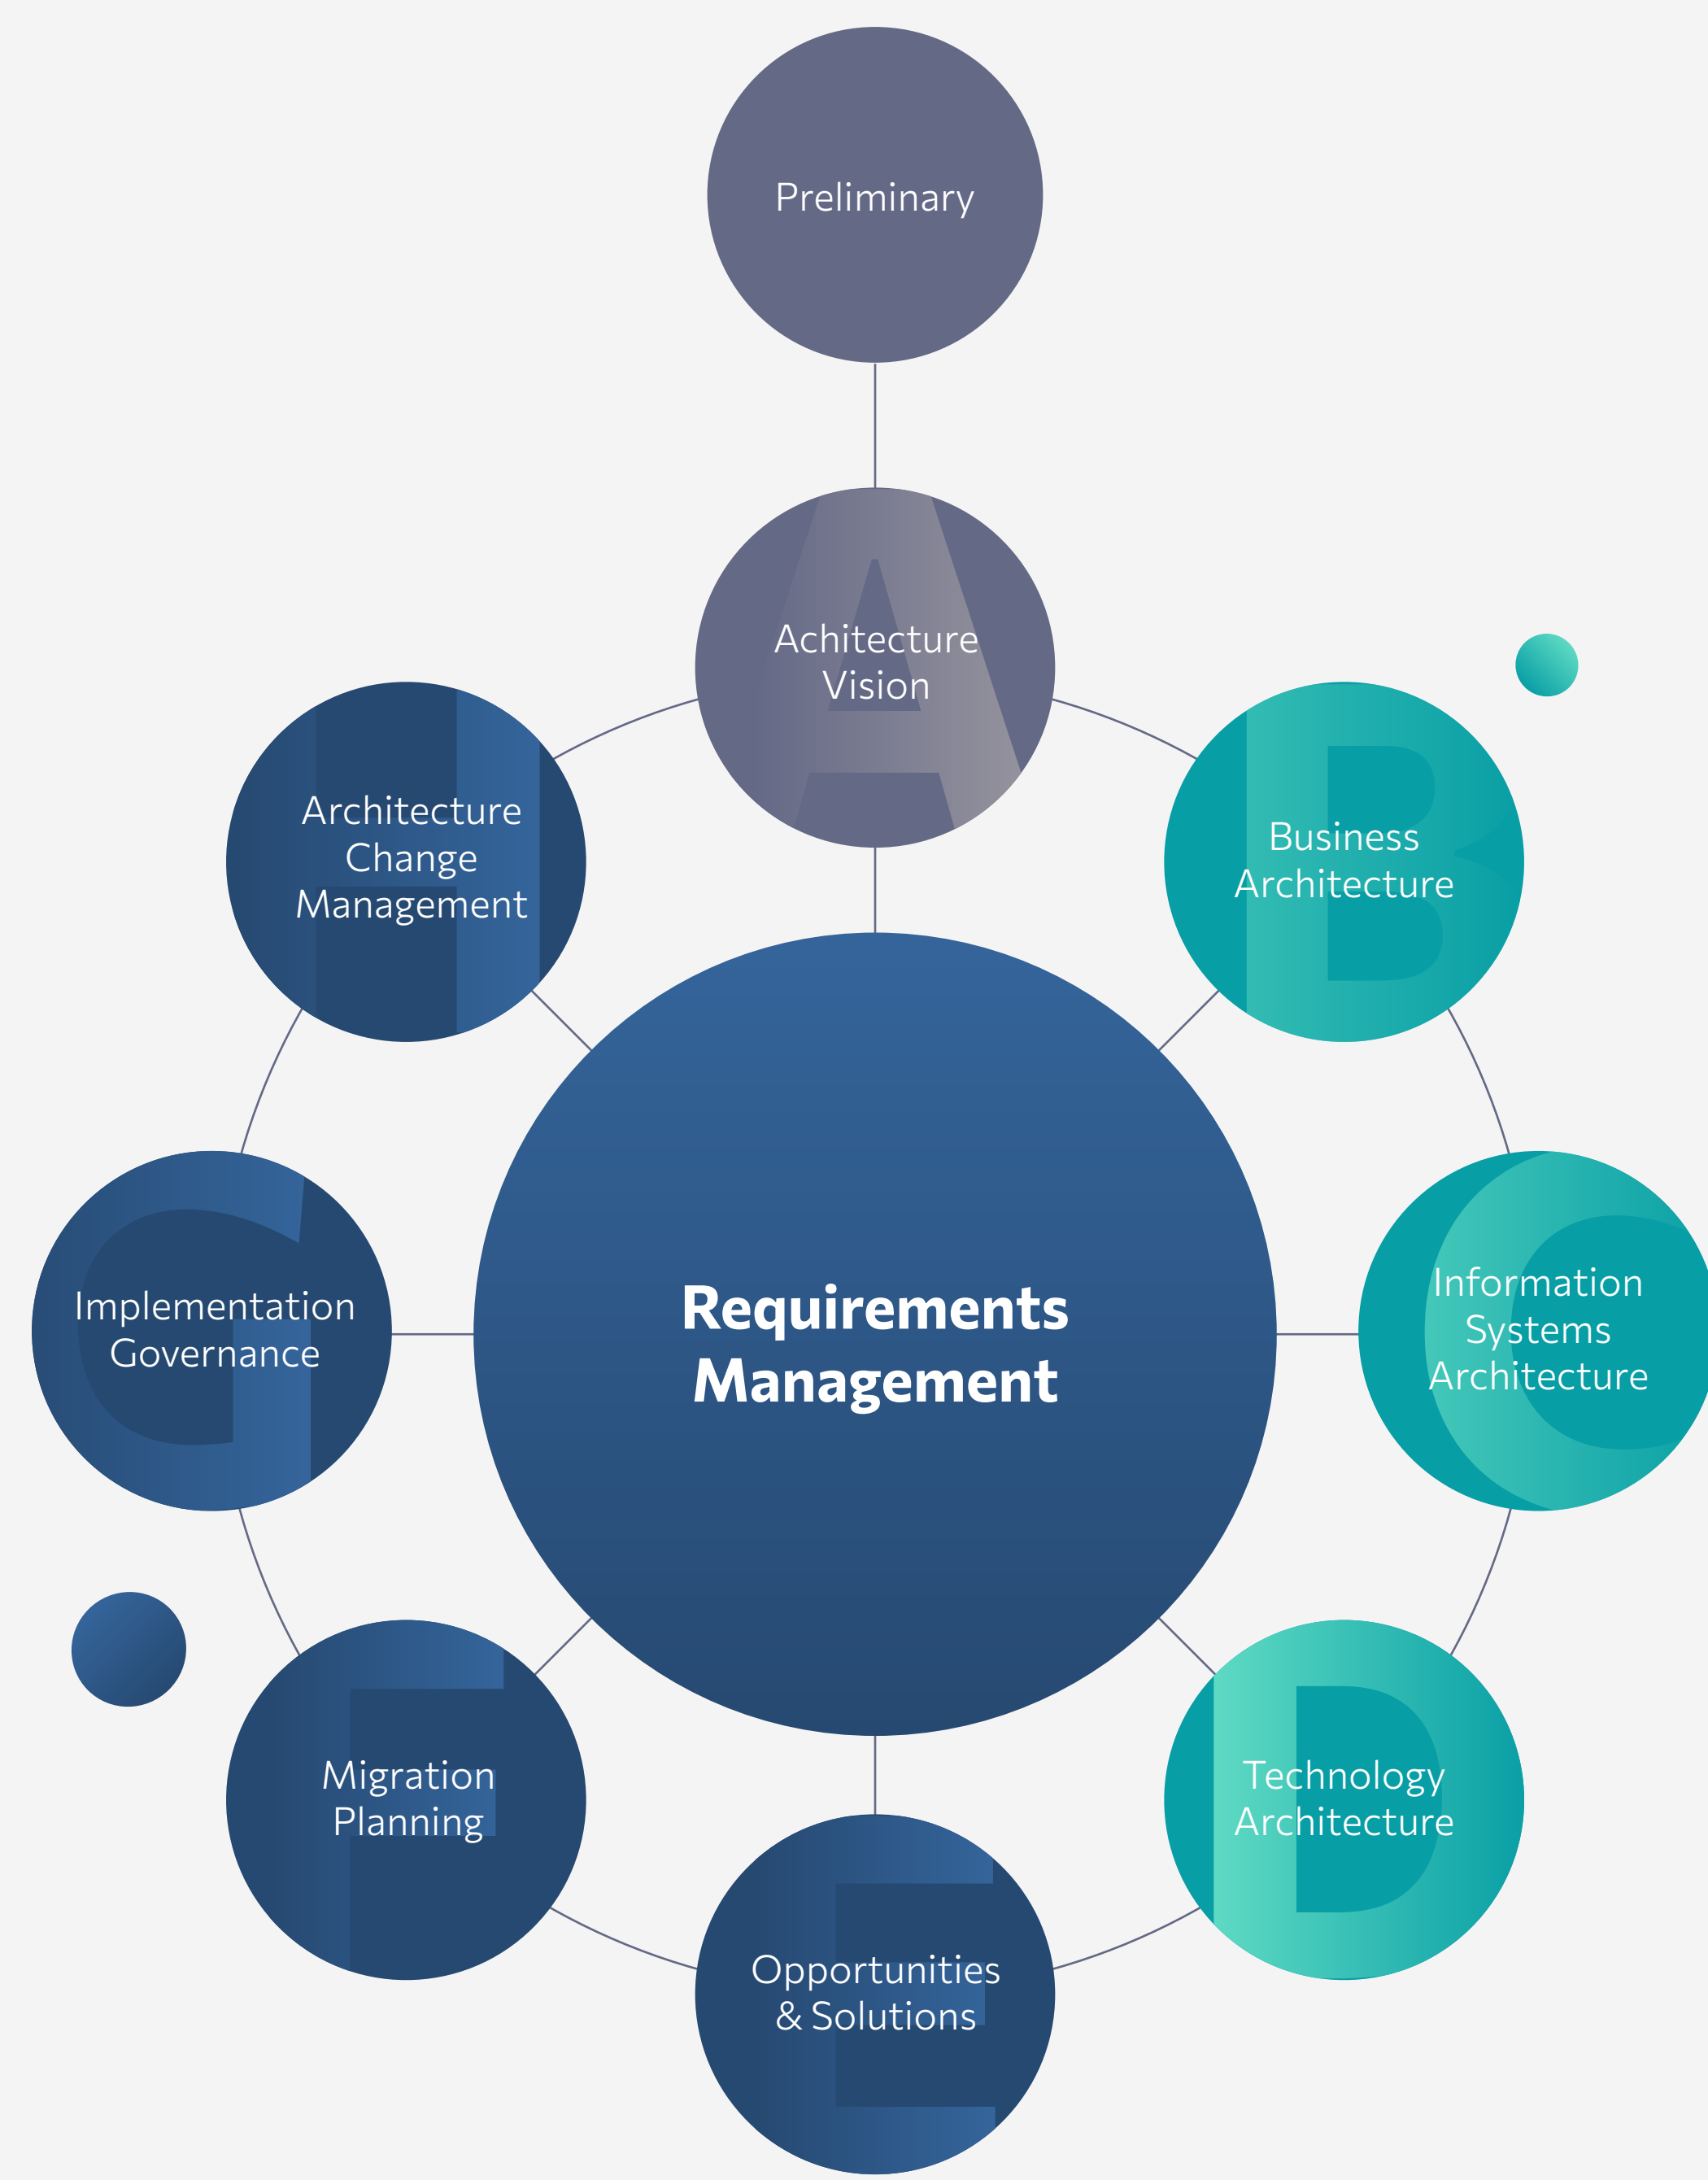 Preliminary
A
Achitecture
Vision
B
Business
Architecture
C
Information
Systems
Architecture
D
Technology
Architecture
E
Opportunities
& Solutions
F
Migration
Planning
G
Implementation
Governance
H
Architecture
Change
Management
Requirements
Management